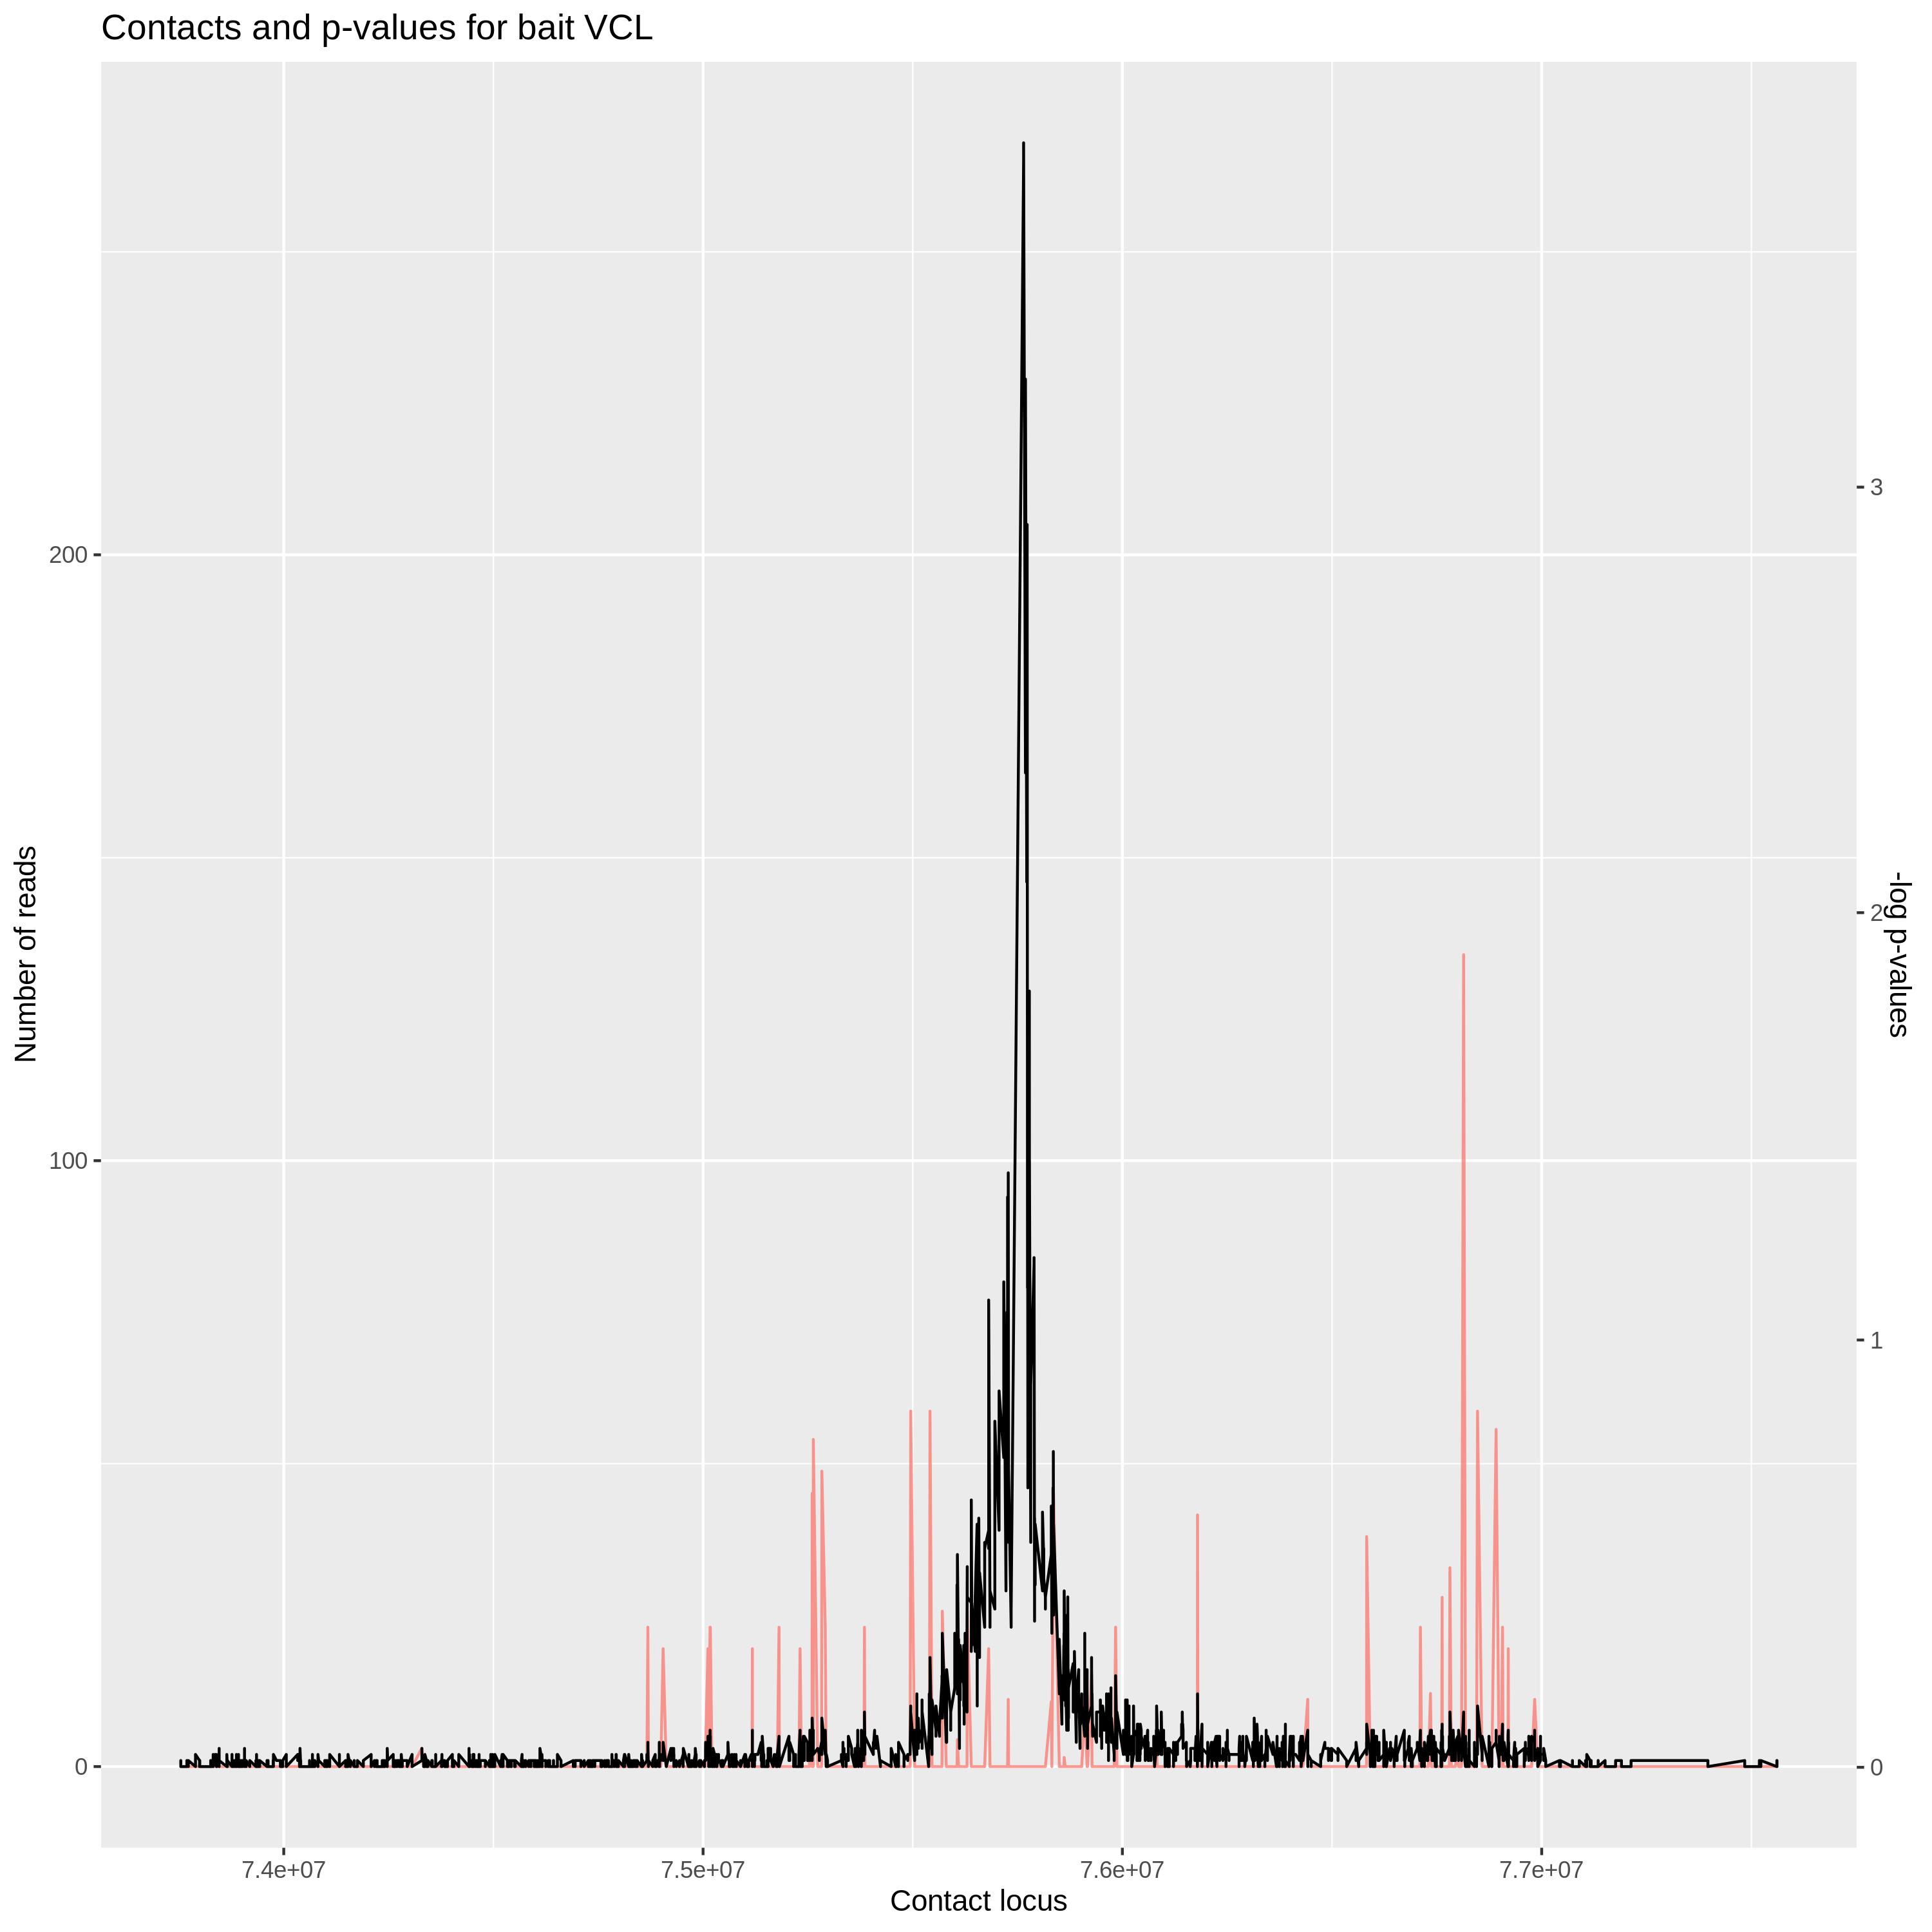 Contacts and p-values for bait VCL
Number of reads
200
100
0
3
2
1
0
-log p-values
7.4e+07 7.5e+07 7.6e+07 7.7e+07
Contact locus